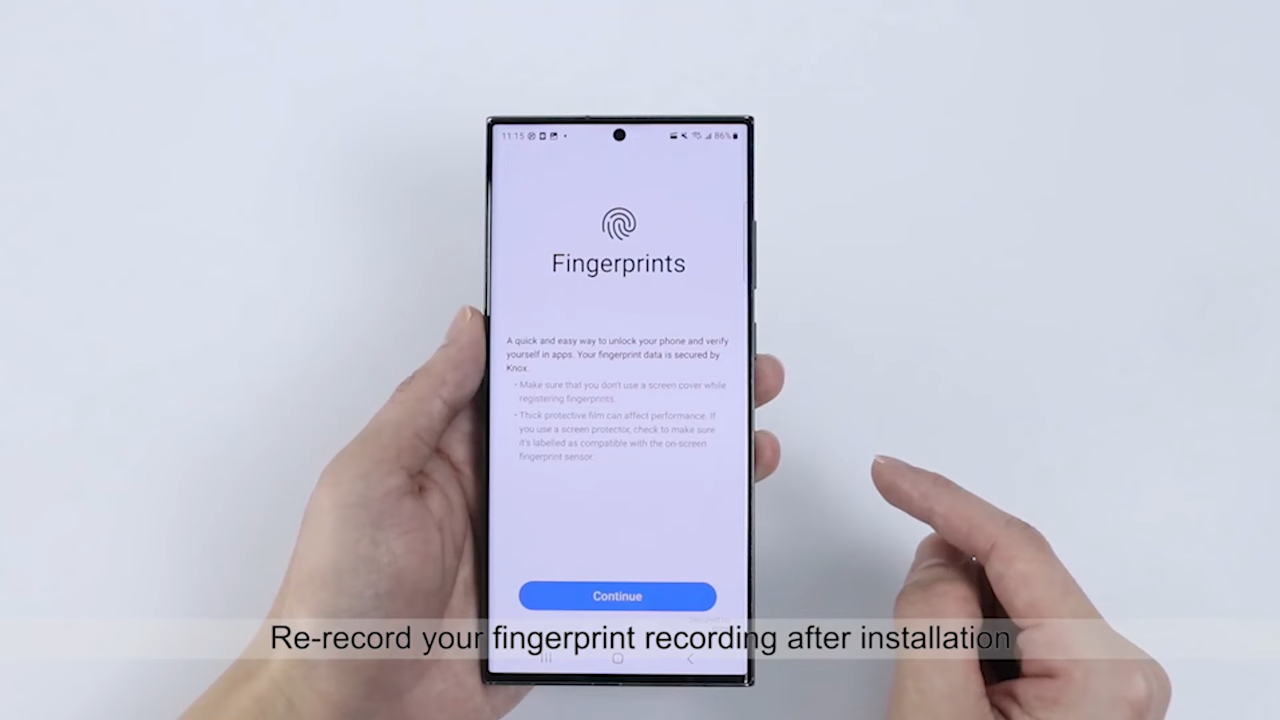 11:15
86%
Fingerprints
A quick and easy way to unlock your phone and verify
yourself in apps. Your fingerprint data is secured by
Knox.
• Make sure that you don't use a screen cover while
registering fingerprints.
• Thick protective film can affect performance. If
you use a screen protector, check to make sure
it's labelled as compatible with the on-screen
fingerprint sensor.
Continue
Re-record your fingerprint recording after installation